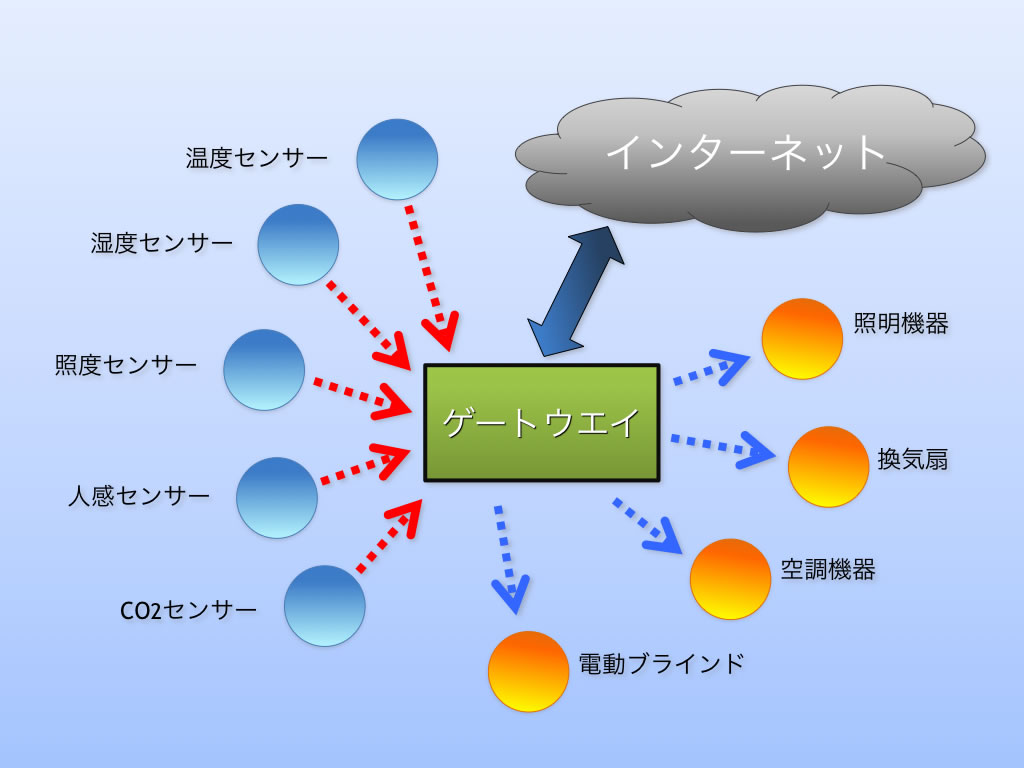 インターネット
温度センサー
湿度センサー
照度センサー
人感センサー
CO2センサー
ゲートウエイ
照明機器
換気扇
空調機器
電動ブラインド